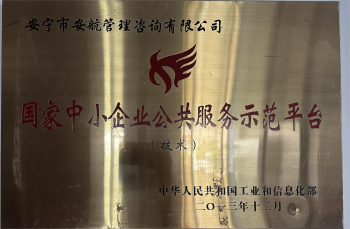 安宁市安航管理咨询有限公司
国家中小企业公共服务示范平台
（技术）
中华人民共和国工业和信息化部
二〇一三年十二月